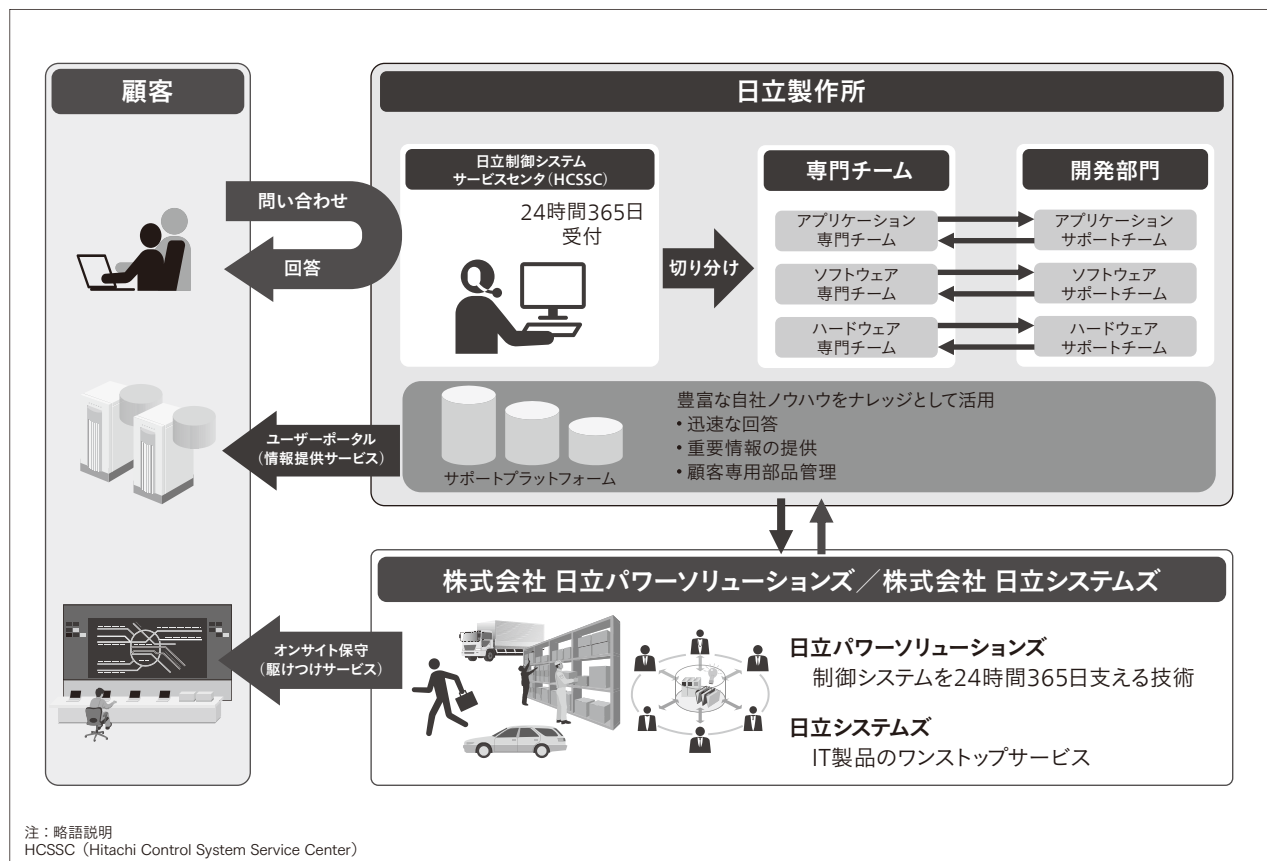 顧客
日立製作所
日立制御システム
サービスセンタ(HCSSC)
24時間365日
受付
問い合わせ
回答
切り分け
専門チーム
アプリケーション
専門チーム
ソフトウェア
専門チーム
ハードウェア
専門チーム
開発部門
アプリケーション
サポートチーム
ソフトウェア
サポートチーム
ハードウェア
サポートチーム
ユーザーポータル
(情報提供サービス)
サポートプラットフォーム
豊富な自社ノウハウをナレッジとして活用
・迅速な回答
・重要情報の提供
・顧客専用部品管理
株式会社 日立パワーソリューションズ／株式会社 日立システムズ
オンサイト保守
(駆けつけサービス)
日立パワーソリューションズ
制御システムを24時間365日支える技術
日立システムズ
IT製品のワンストップサービス
注：略語説明
HCSSC（Hitachi Control System Service Center）